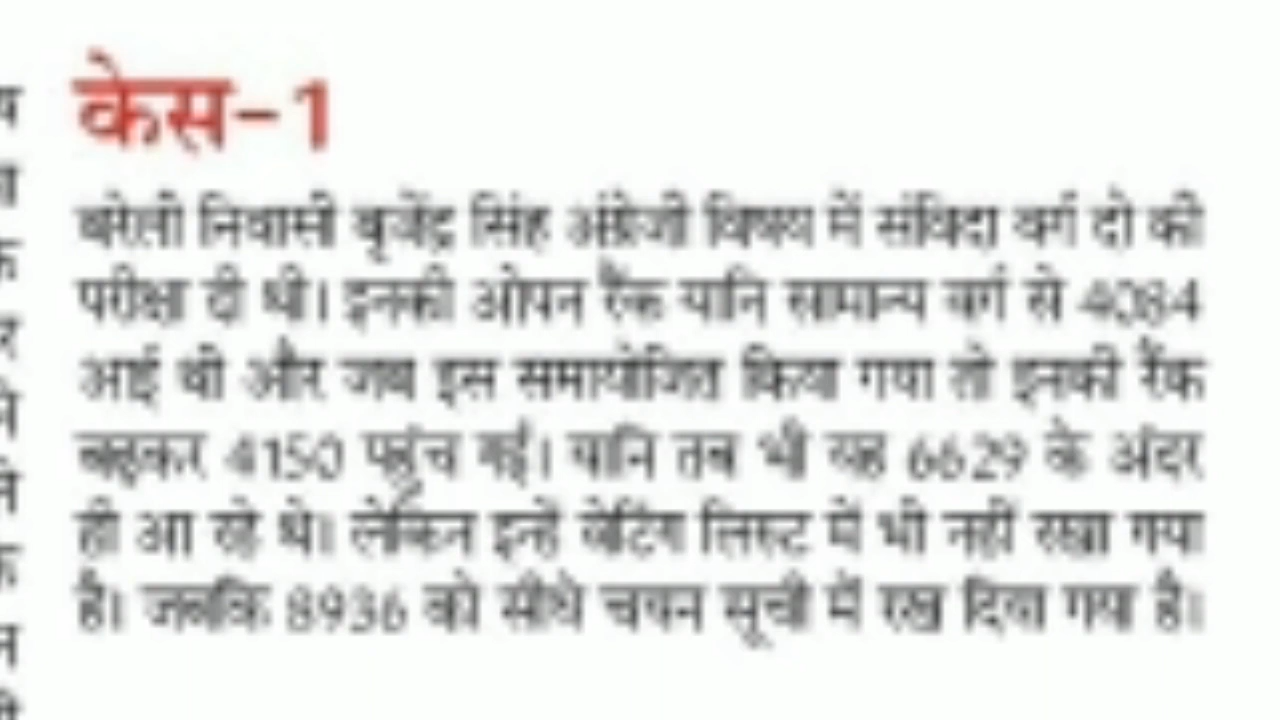 केस-1
बरेली निवासी बृजेंद्र सिंह अंग्रेजी विषय में संविदा वर्ग दो की
परीक्षा दी थी। इनकी ओपन रैंक यानि सामान्य वर्ग से 4084
आई थी और जब इस समायोजित किया गया तो इनकी रैंक
बढ़कर 4150 पहुंच गई। यानि तब भी यह 6629 के अंदर
ही आ रहे थे। लेकिन इन्हें वेटिंग लिस्ट में भी नहीं रखा गया
है। जबकि 8936 को सीधे चयन सूची में रख दिया गया है।